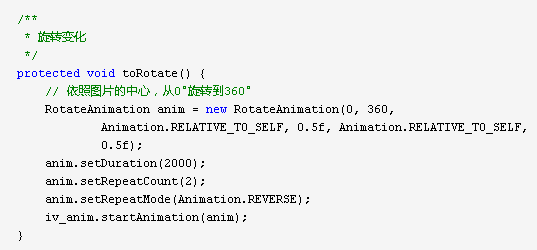 /**
 * 旋转变化
 */
protected void toRotate() {
    // 依照图片的中心，从0°旋转到360°
    RotateAnimation anim = new RotateAnimation(0, 360,
            Animation.RELATIVE_TO_SELF, 0.5f, Animation.RELATIVE_TO_SELF,
            0.5f);
    anim.setDuration(2000);
    anim.setRepeatCount(2);
    anim.setRepeatMode(Animation.REVERSE);
    iv_anim.startAnimation(anim);
}